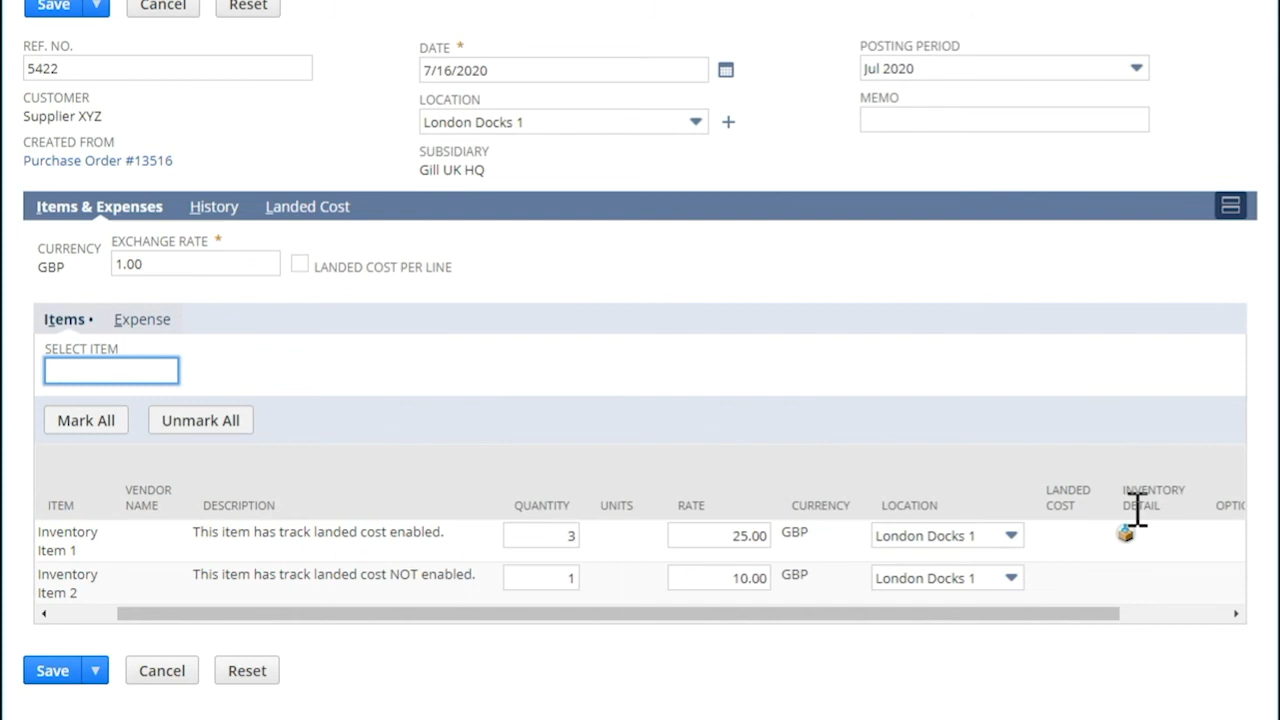 Save Cancel Reset
REF. NO.
5422
DATE *
7/16/2020
POSTING PERIOD
Jul 2020
CUSTOMER
Supplier XYZ
LOCATION
London Docks 1
MEMO
CREATED FROM
Purchase Order #13516
SUBSIDIARY
Gill UK HQ
Items & Expenses History Landed Cost
CURRENCY
GBP
EXCHANGE RATE *
1.00
LANDED COST PER LINE
Items • Expense
SELECT ITEM
Mark All Unmark All
ITEM VENDOR NAME DESCRIPTION QUANTITY UNITS RATE CURRENCY LOCATION LANDED COST INVENTORY DETAIL OPTIO
Inventory Item 1 This item has track landed cost enabled. 3 25.00 GBP London Docks 1
Inventory Item 2 This item has track landed cost NOT enabled. 1 10.00 GBP London Docks 1
Save Cancel Reset